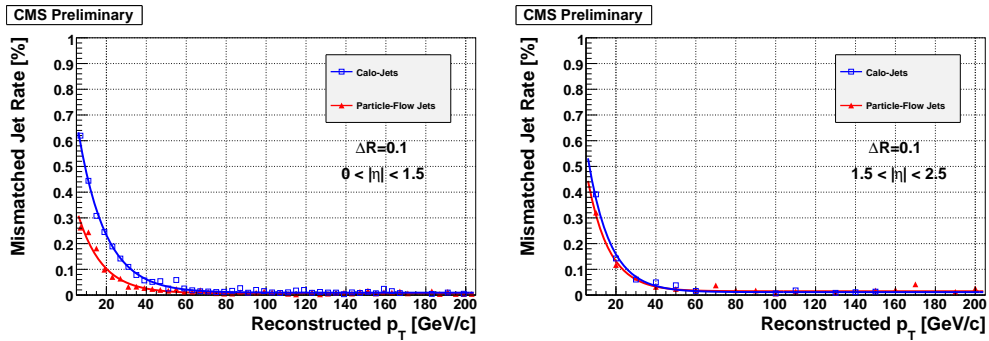 CMS Preliminary
Mismatched Jet Rate [%]
1
0.9
0.8
0.7
0.6
0.5
0.4
0.3
0.2
0.1
0
Calo-Jets
Particle-Flow Jets
ΔR=0.1
0 < |η| < 1.5
20 40 60 80 100 120 140 160 180 200
Reconstructed p_T [GeV/c]
CMS Preliminary
Mismatched Jet Rate [%]
1
0.9
0.8
0.7
0.6
0.5
0.4
0.3
0.2
0.1
0
Calo-Jets
Particle-Flow Jets
ΔR=0.1
1.5 < |η| < 2.5
20 40 60 80 100 120 140 160 180 200
Reconstructed p_T [GeV/c]